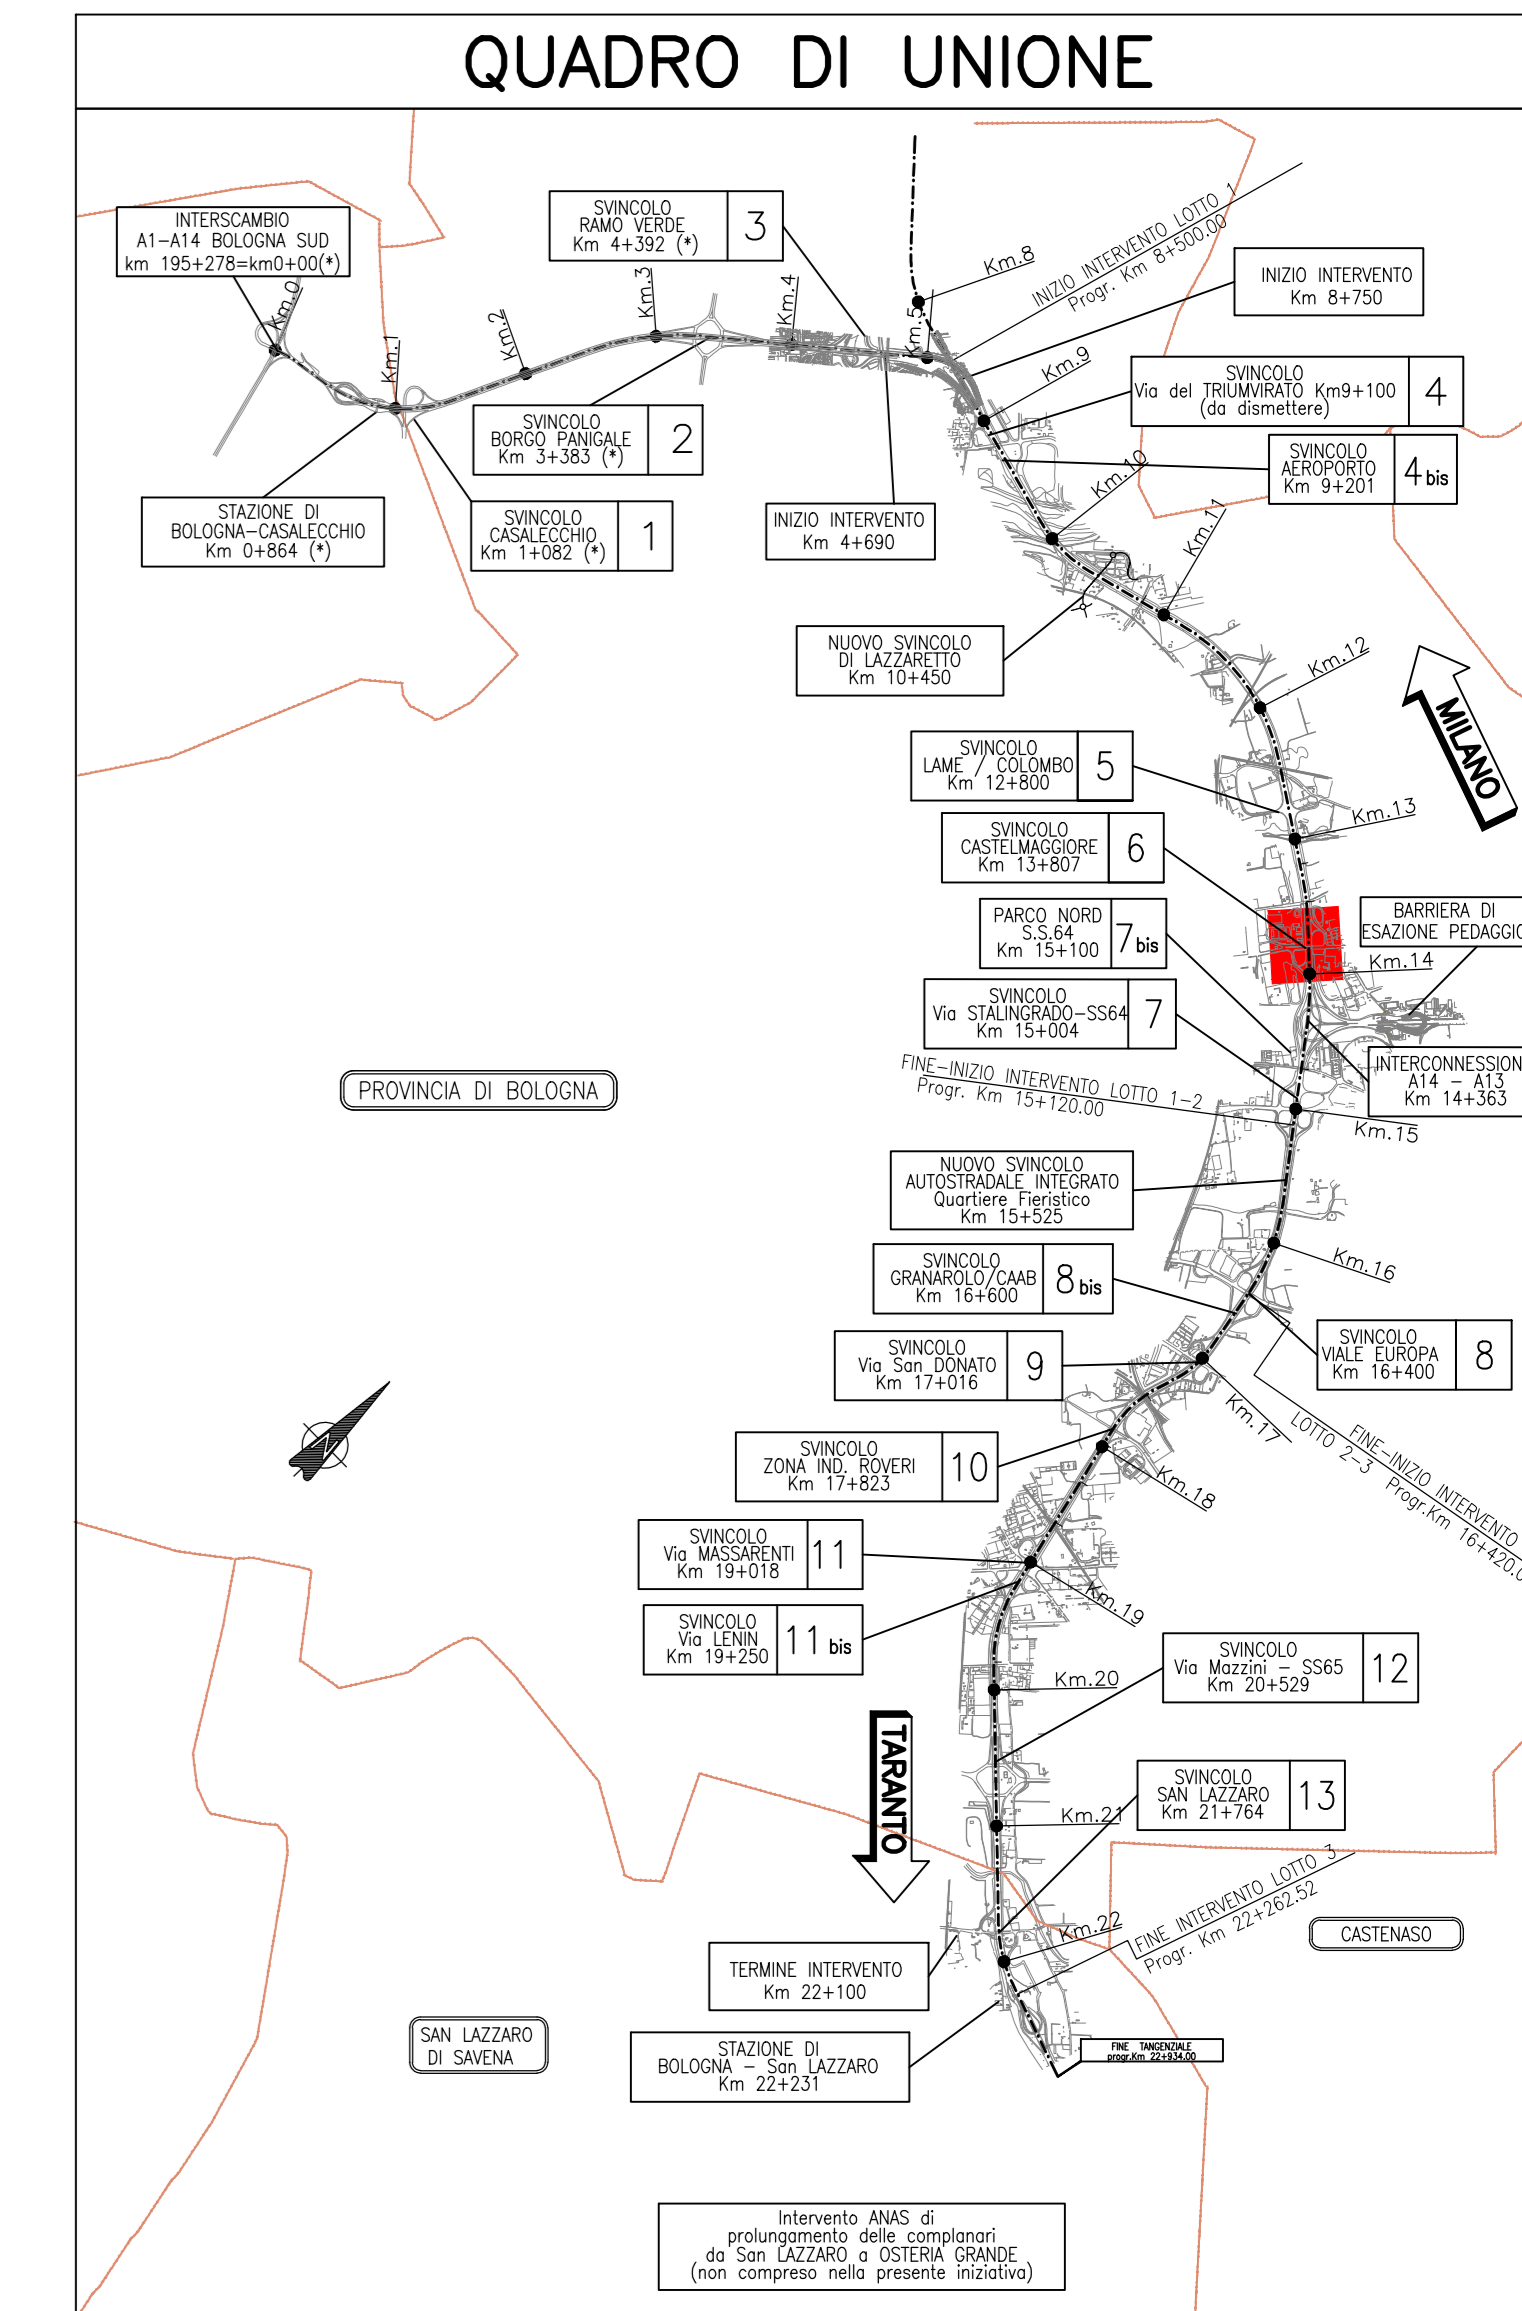 QUADRO DI UNIONE
INTERSCAMBIO
A1-A14 BOLOGNA SUD
km 195+278=km0+00(*)
SVINCOLO
RAMO VERDE
Km 4+392 (*)
3
INIZIO INTERVENTO LOTTO 1
Progr. Km 8+500.00
INIZIO INTERVENTO
Km 8+750
Km.0
Km.1
Km.2
Km.3
Km.4
Km.5
Km.8
Km.9
SVINCOLO
Via del TRIUMVIRATO Km9+100
(da dismettere)
4
SVINCOLO
BORGO PANIGALE
Km 3+383 (*)
2
SVINCOLO
AEROPORTO
Km 9+201
4 bis
Km.10
STAZIONE DI
BOLOGNA-CASALECCHIO
Km 0+864 (*)
SVINCOLO
CASALECCHIO
Km 1+082 (*)
1
INIZIO INTERVENTO
Km 4+690
Km.11
NUOVO SVINCOLO
DI LAZZARETTO
Km 10+450
Km.12
MILANO
SVINCOLO
LAME / COLOMBO
Km 12+800
5
Km.13
SVINCOLO
CASTELMAGGIORE
Km 13+807
6
PARCO NORD
S.S.64
Km 15+100
7 bis
BARRIERA DI
ESAZIONE PEDAGGIO
Km.14
SVINCOLO
Via STALINGRADO-SS64
Km 15+004
7
INTERCONNESSION
A14 - A13
Km 14+363
FINE-INIZIO INTERVENTO LOTTO 1-2
Progr. Km 15+120.00
Km.15
PROVINCIA DI BOLOGNA
NUOVO SVINCOLO
AUTOSTRADALE INTEGRATO
Quartiere Fieristico
Km 15+525
SVINCOLO
GRANAROLO/CAAB
Km 16+600
8 bis
Km.16
SVINCOLO
VIALE EUROPA
Km 16+400
8
SVINCOLO
Via San DONATO
Km 17+016
9
Km.17
FINE-INIZIO INTERVENTO
LOTTO 2-3 Progr.Km 16+420.0
SVINCOLO
ZONA IND. ROVERI
Km 17+823
10
Km.18
SVINCOLO
Via MASSARENTI
Km 19+018
11
Km.19
SVINCOLO
Via LENIN
Km 19+250
11 bis
SVINCOLO
Via Mazzini - SS65
Km 20+529
12
Km.20
TARANTO
SVINCOLO
SAN LAZZARO
Km 21+764
13
Km.21
FINE INTERVENTO LOTTO 3
Progr. Km 22+262.52
Km.22
CASTENASO
TERMINE INTERVENTO
Km 22+100
SAN LAZZARO
DI SAVENA
STAZIONE DI
BOLOGNA - San LAZZARO
Km 22+231
FINE TANGENZIALE
progr.Km 22+934.00
Intervento ANAS di
prolungamento delle complanari
da San LAZZARO a OSTERIA GRANDE
(non compreso nella presente iniziativa)